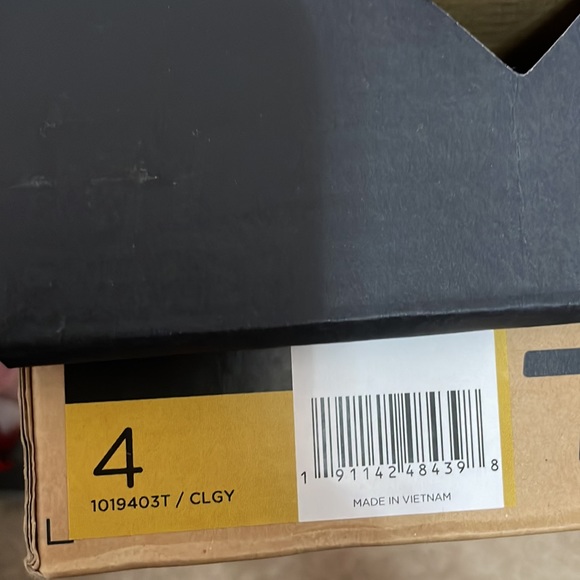 4
1019403T / CLGY
1 91142 48439 8
MADE IN VIETNAM